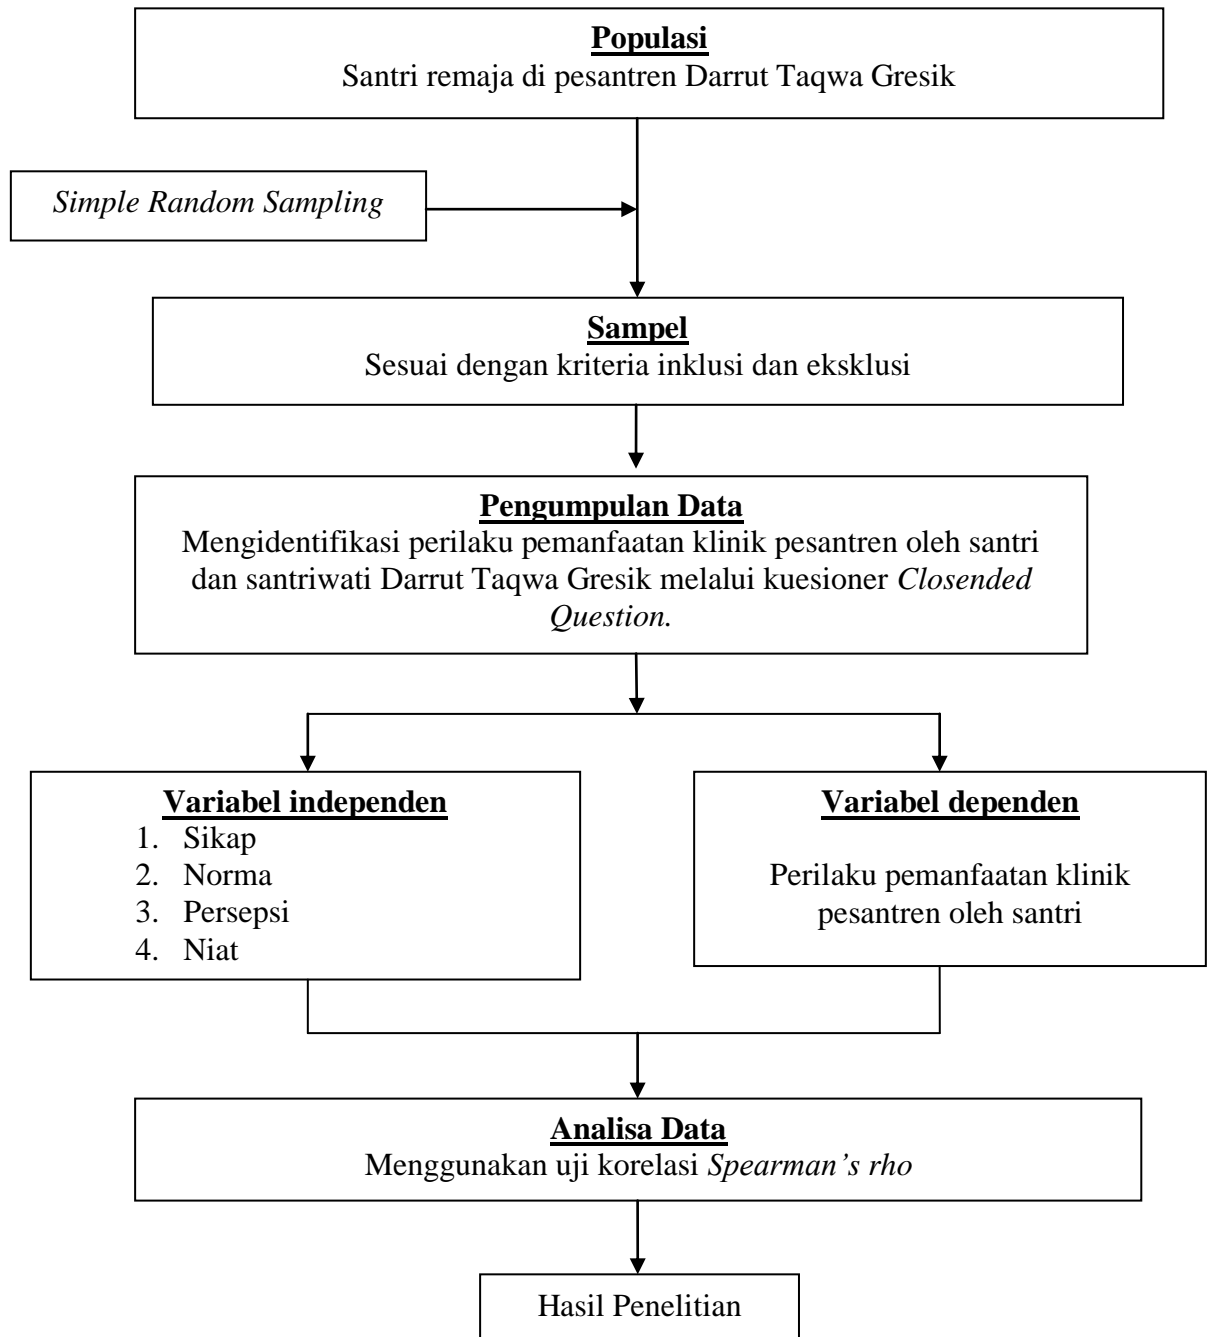 Populasi
Santri remaja di pesantren Darrut Taqwa Gresik
Simple Random Sampling
Sampel
Sesuai dengan kriteria inklusi dan eksklusi
Pengumpulan Data
Mengidentifikasi perilaku pemanfaatan klinik pesantren oleh santri
dan santriwati Darrut Taqwa Gresik melalui kuesioner Closended
Question.
Variabel independen
1. Sikap
2. Norma
3. Persepsi
4. Niat
Variabel dependen
Perilaku pemanfaatan klinik
pesantren oleh santri
Analisa Data
Menggunakan uji korelasi Spearman’s rho
Hasil Penelitian